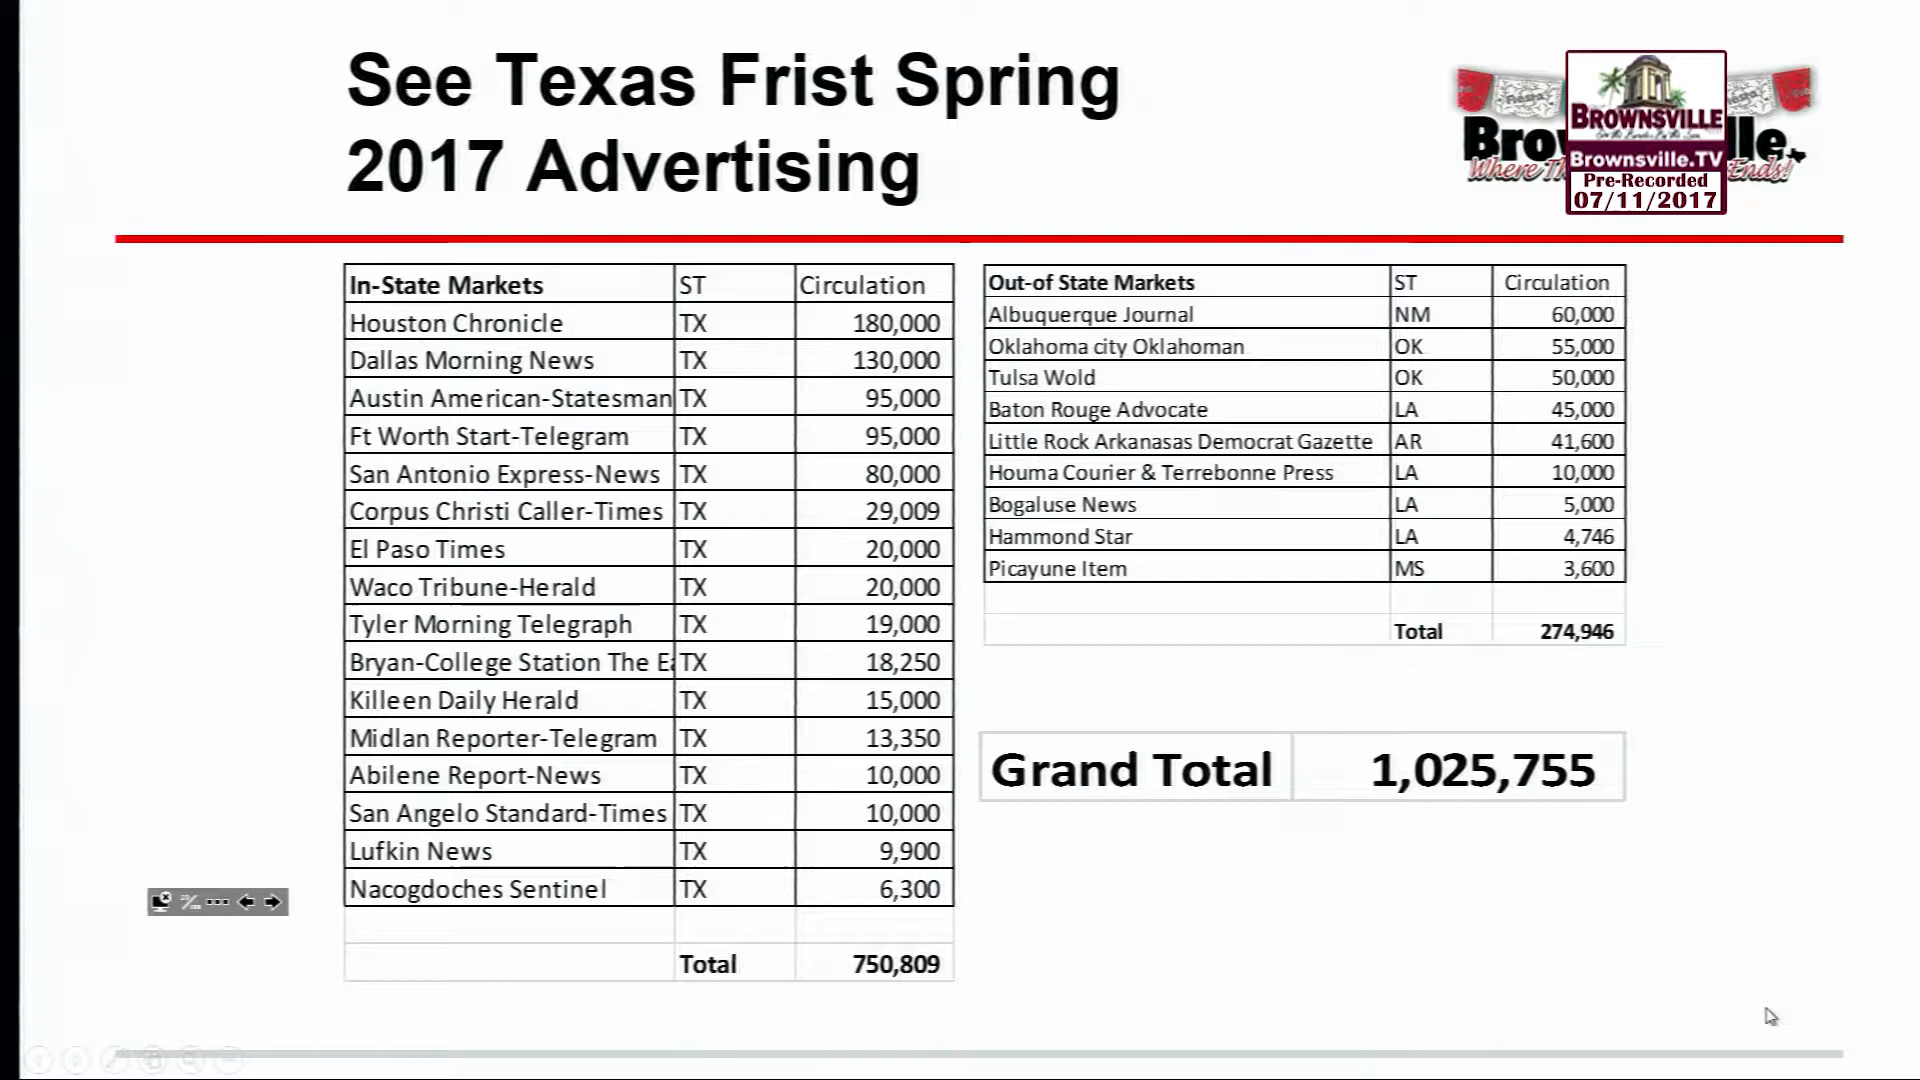 See Texas Frist Spring
2017 Advertising
BROWNSVILLE
Brownsville.TV
Pre-Recorded
07/11/2017
In-State Markets ST Circulation
Houston Chronicle TX 180,000
Dallas Morning News TX 130,000
Austin American-Statesman TX 95,000
Ft Worth Start-Telegram TX 95,000
San Antonio Express-News TX 80,000
Corpus Christi Caller-Times TX 29,009
El Paso Times TX 20,000
Waco Tribune-Herald TX 20,000
Tyler Morning Telegraph TX 19,000
Bryan-College Station The Ea TX 18,250
Killeen Daily Herald TX 15,000
Midlan Reporter-Telegram TX 13,350
Abilene Report-News TX 10,000
San Angelo Standard-Times TX 10,000
Lufkin News TX 9,900
Nacogdoches Sentinel TX 6,300
Total 750,809
Out-of State Markets ST Circulation
Albuquerque Journal NM 60,000
Oklahoma city Oklahoman OK 55,000
Tulsa Wold OK 50,000
Baton Rouge Advocate LA 45,000
Little Rock Arkanasas Democrat Gazette AR 41,600
Houma Courier & Terrebonne Press LA 10,000
Bogaluse News LA 5,000
Hammond Star LA 4,746
Picayune Item MS 3,600
Total 274,946
Grand Total 1,025,755